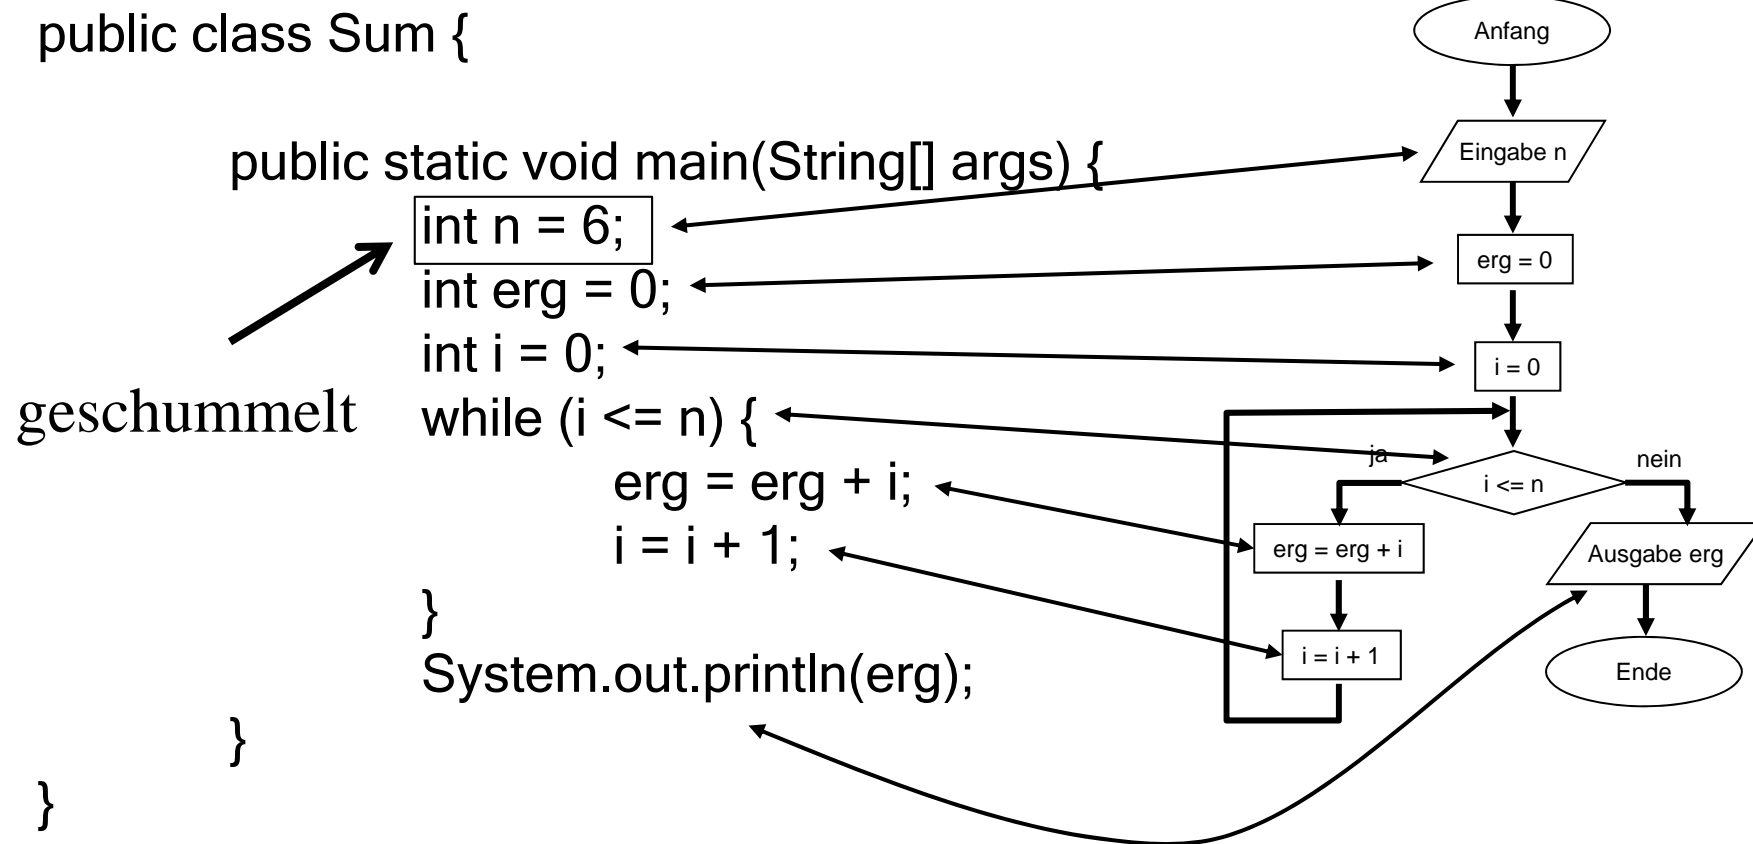 public class Sum {
public static void main(String[] args) {
int n = 6;
int erg = 0;
int i = 0;
geschummelt
while (i <= n) {
erg = erg + i;
i = i + 1;
}
System.out.println(erg);
}
}
Anfang
Eingabe n
erg = 0
i = 0
ja
nein
i <= n
erg = erg + i
Ausgabe erg
i = i + 1
Ende